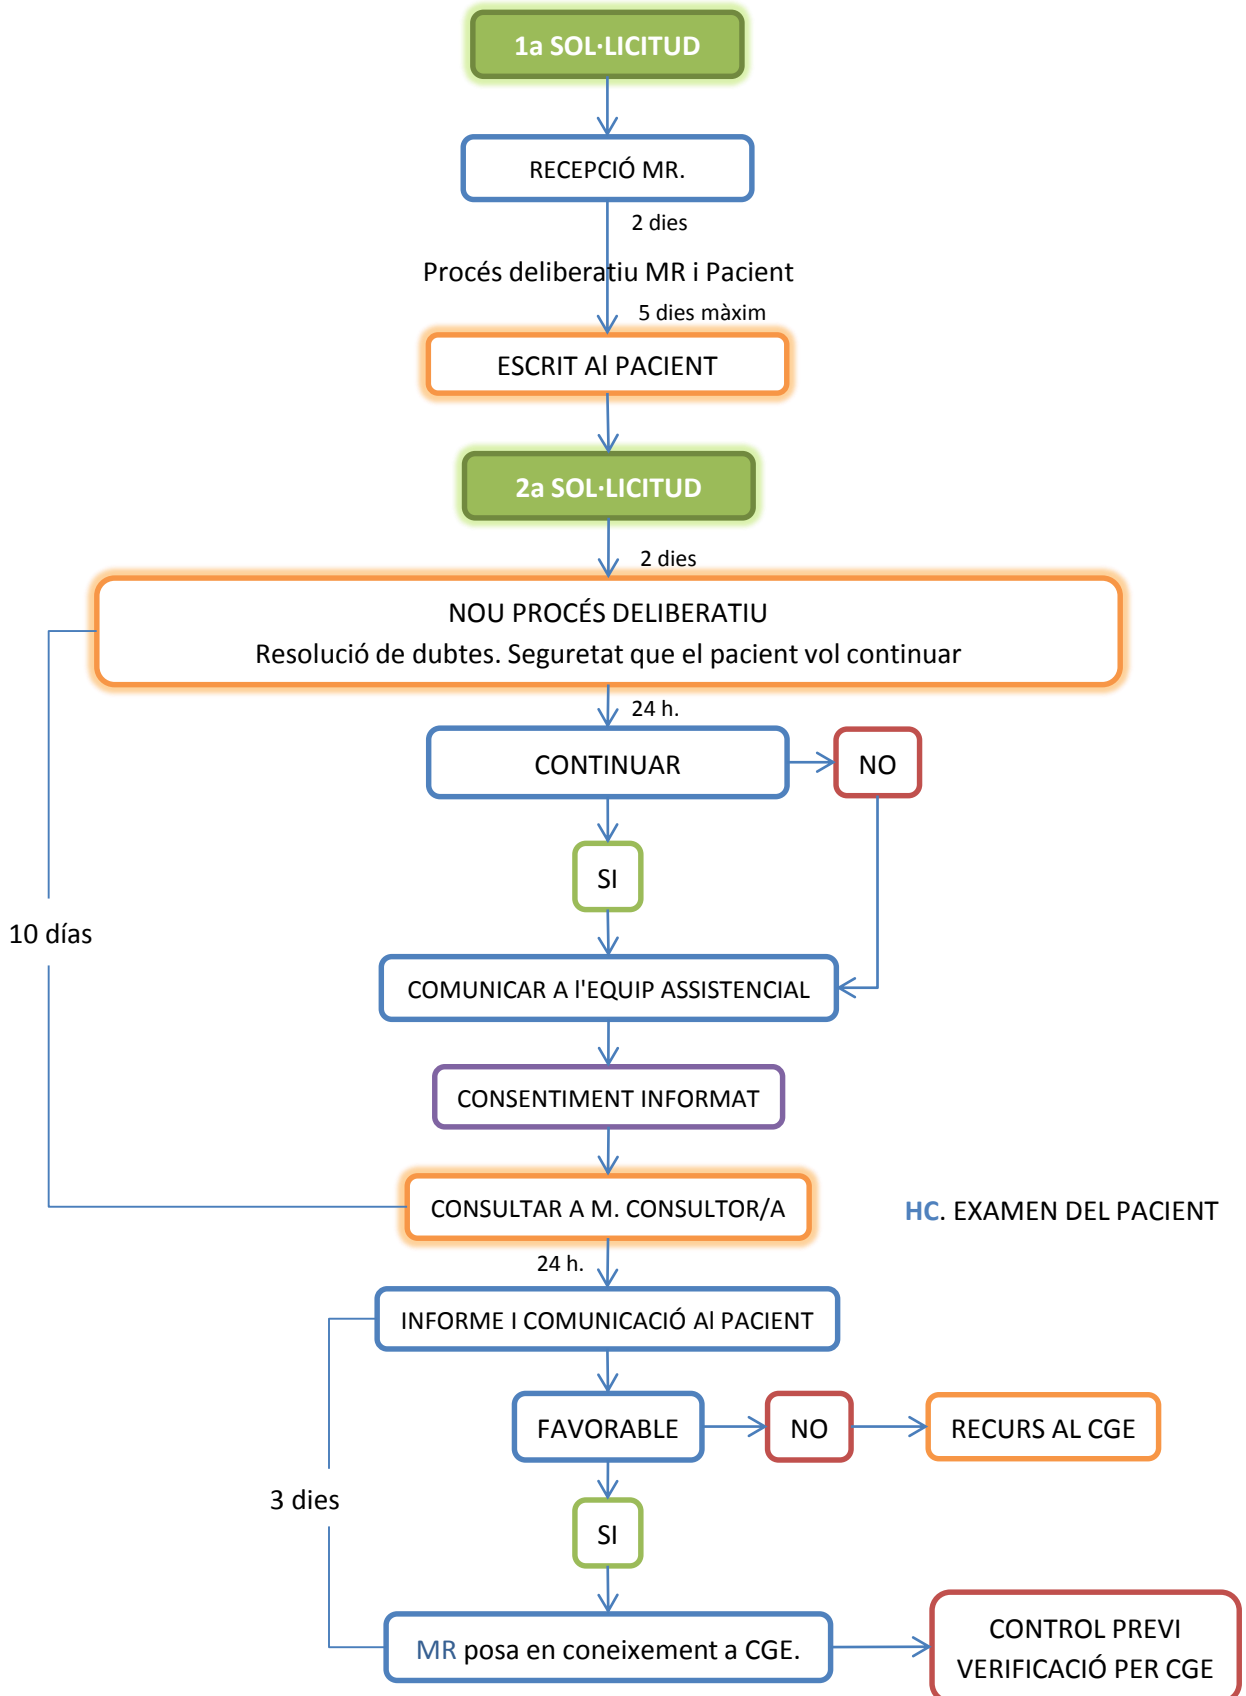 1a SOL·LICITUD
RECEPCIÓ MR.
2 dies
Procés deliberatiu MR i Pacient
5 dies màxim
ESCRIT Al PACIENT
2a SOL·LICITUD
2 dies
NOU PROCÉS DELIBERATIU
Resolució de dubtes. Seguretat que el pacient vol continuar
24 h.
CONTINUAR
NO
SI
10 días
COMUNICAR A l'EQUIP ASSISTENCIAL
CONSENTIMENT INFORMAT
CONSULTAR A M. CONSULTOR/A
HC. EXAMEN DEL PACIENT
24 h.
INFORME I COMUNICACIÓ Al PACIENT
FAVORABLE
NO
RECURS AL CGE
3 dies
SI
MR posa en coneixement a CGE.
CONTROL PREVI
VERIFICACIÓ PER CGE